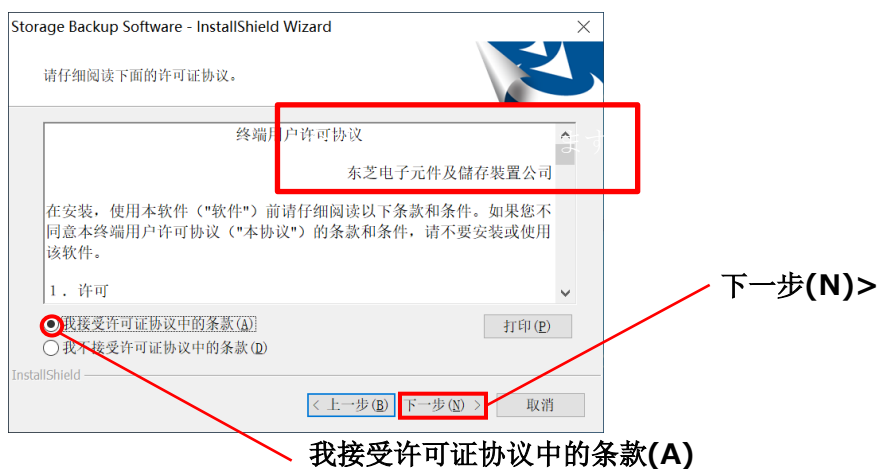 Storage Backup Software - InstallShield Wizard
请仔细阅读下面的许可证协议。
终端用户许可协议
ます
东芝电子元件及儲存装置公司
在安装，使用本软件（"软件"）前请仔细阅读以下条款和条件。如果您不
同意本终端用户许可协议（"本协议"）的条款和条件，请不要安装或使用
该软件。
1．许可
下一步(N)>
我接受许可证协议中的条款(A)
打印(P)
我不接受许可证协议中的条款(D)
InstallShield
< 上一步(B)
下一步(N) >
取消
我接受许可证协议中的条款(A)